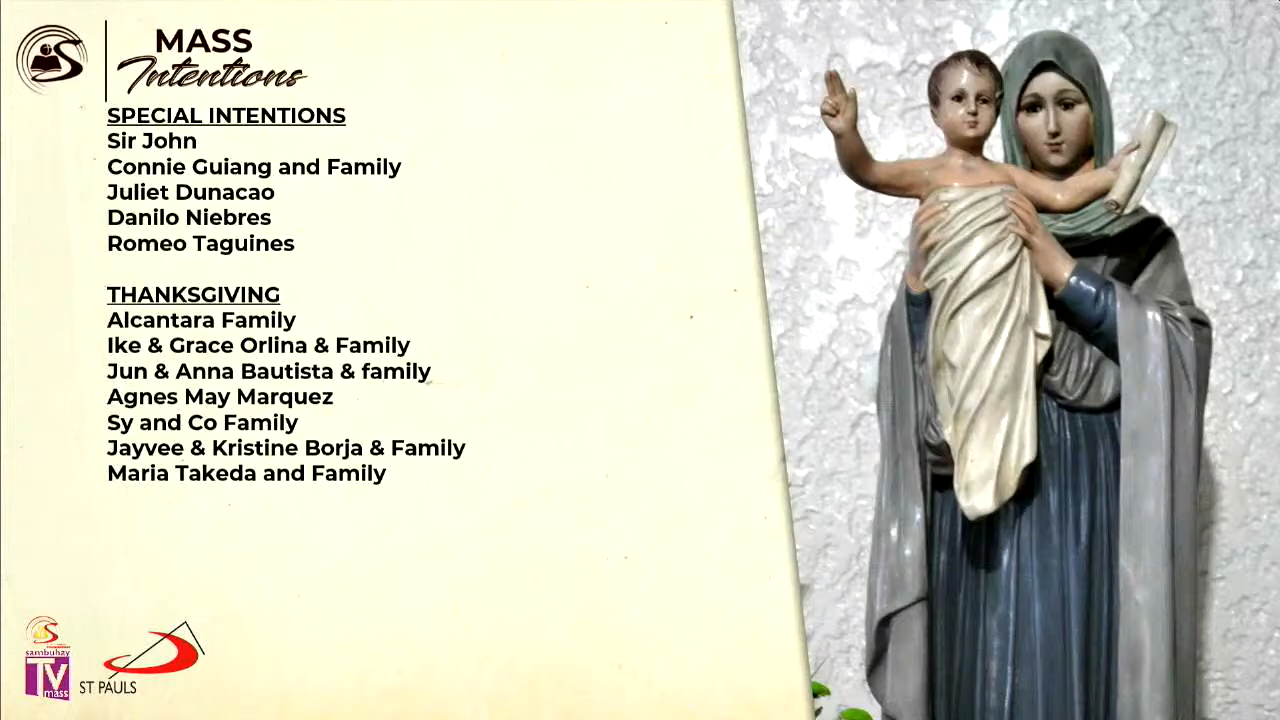 MASS
Intentions
SPECIAL INTENTIONS
Sir John
Connie Guiang and Family
Juliet Dunacao
Danilo Niebres
Romeo Taguines
THANKSGIVING
Alcantara Family
Ike & Grace Orlina & Family
Jun & Anna Bautista & family
Agnes May Marquez
Sy and Co Family
Jayvee & Kristine Borja & Family
Maria Takeda and Family
sambuhay
TV
mass
ST PAULS